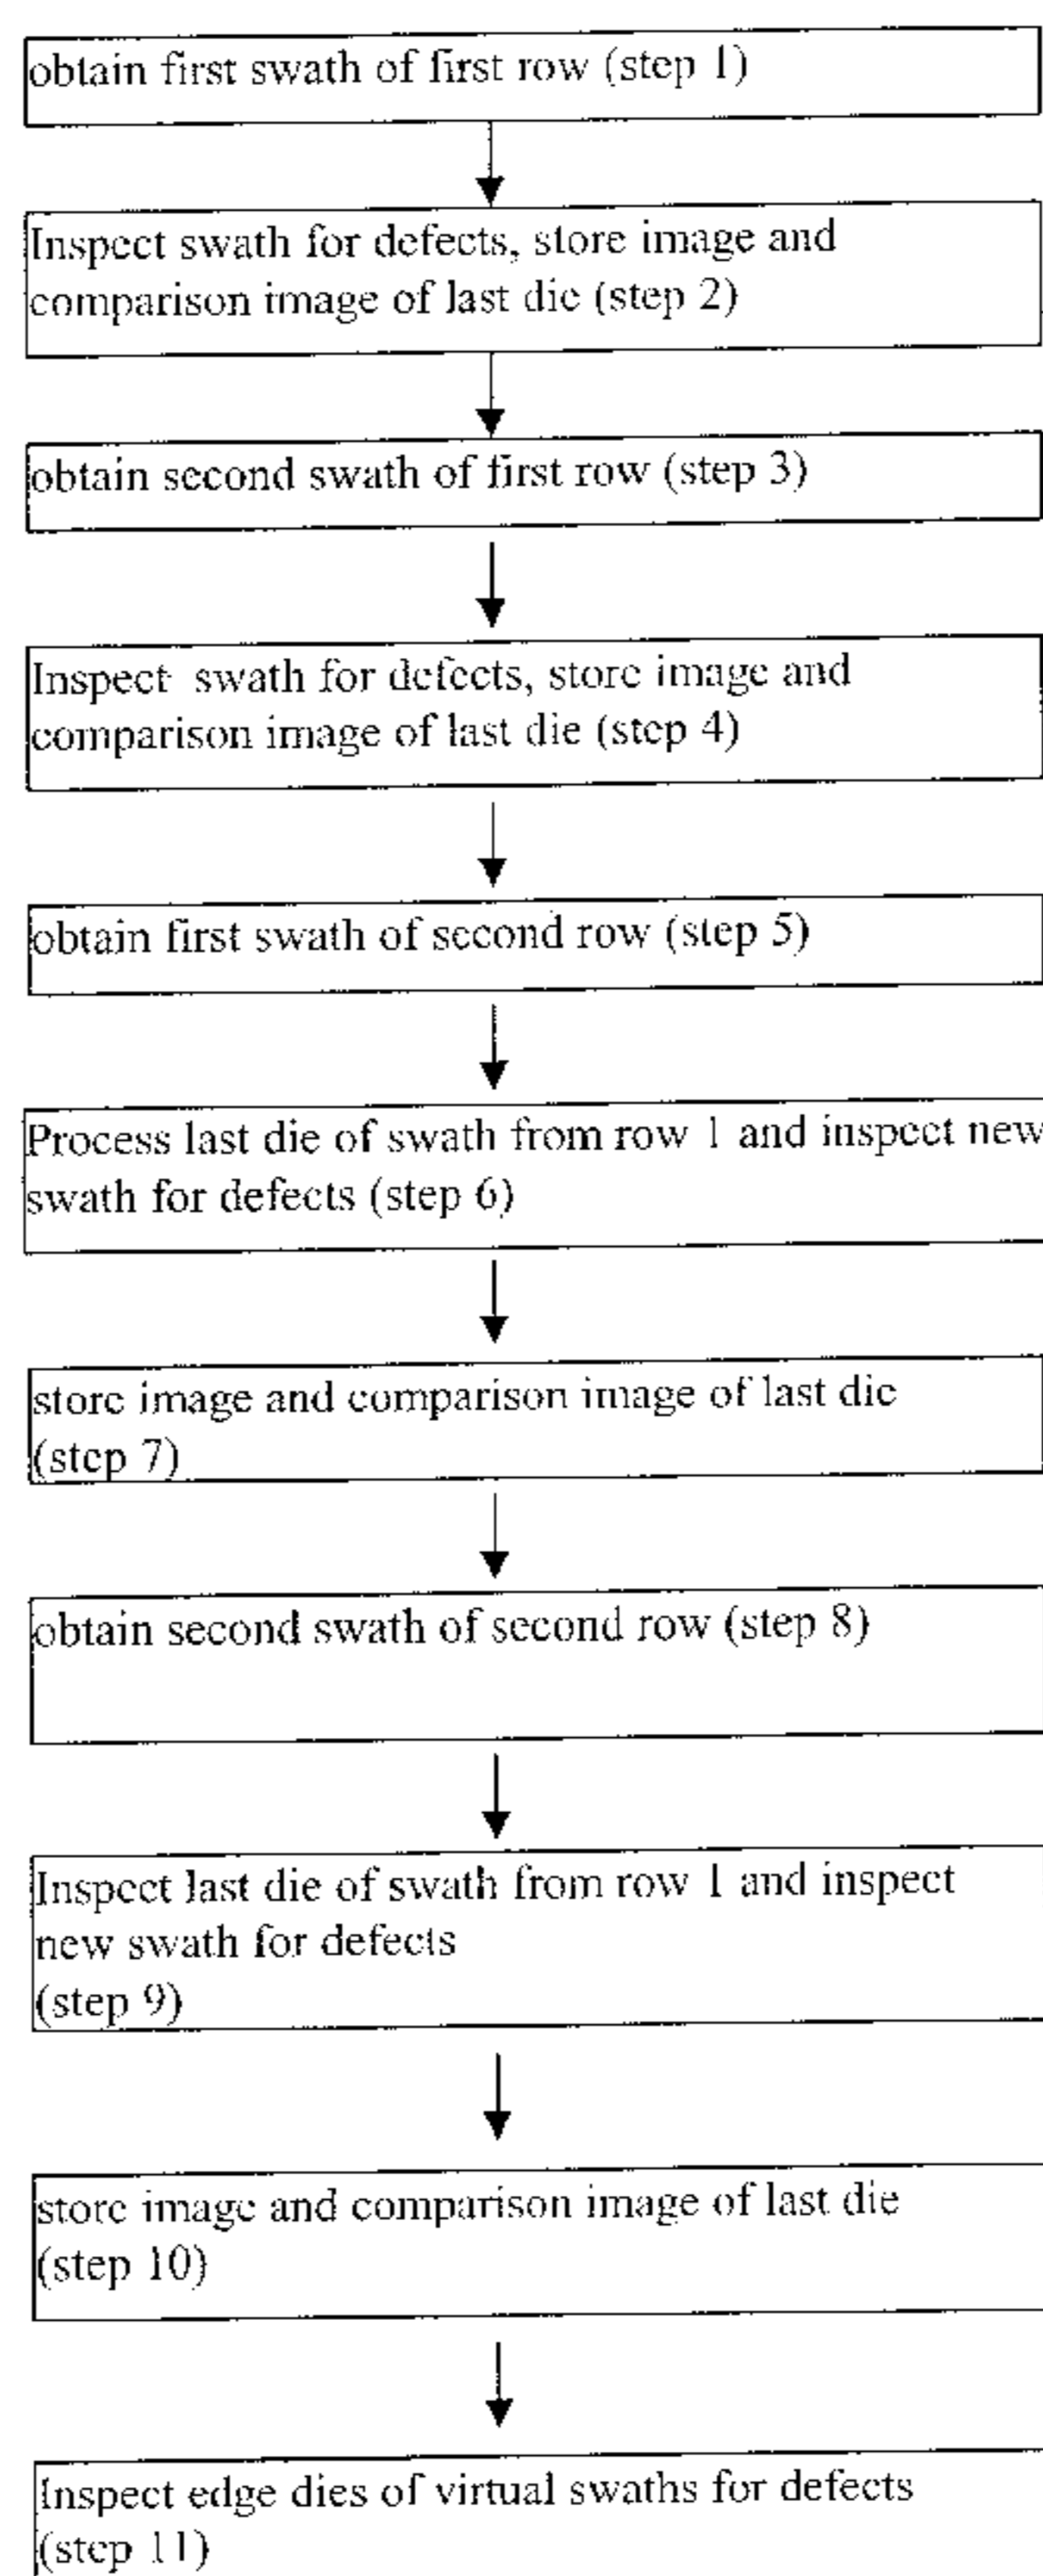 obtain first swath of first row (step 1)
Inspect swath for defects, store image and
comparison image of last die (step 2)
obtain second swath of first row (step 3)
Inspect swath for defects, store image and
comparison image of last die (step 4)
obtain first swath of second row (step 5)
Process last die of swath from row 1 and inspect new
swath for defects (step 6)
store image and comparison image of last die
(step 7)
obtain second swath of second row (step 8)
Inspect last die of swath from row 1 and inspect
new swath for defects
(step 9)
store image and comparison image of last die
(step 10)
Inspect edge dies of virtual swaths for defects
(step 11)